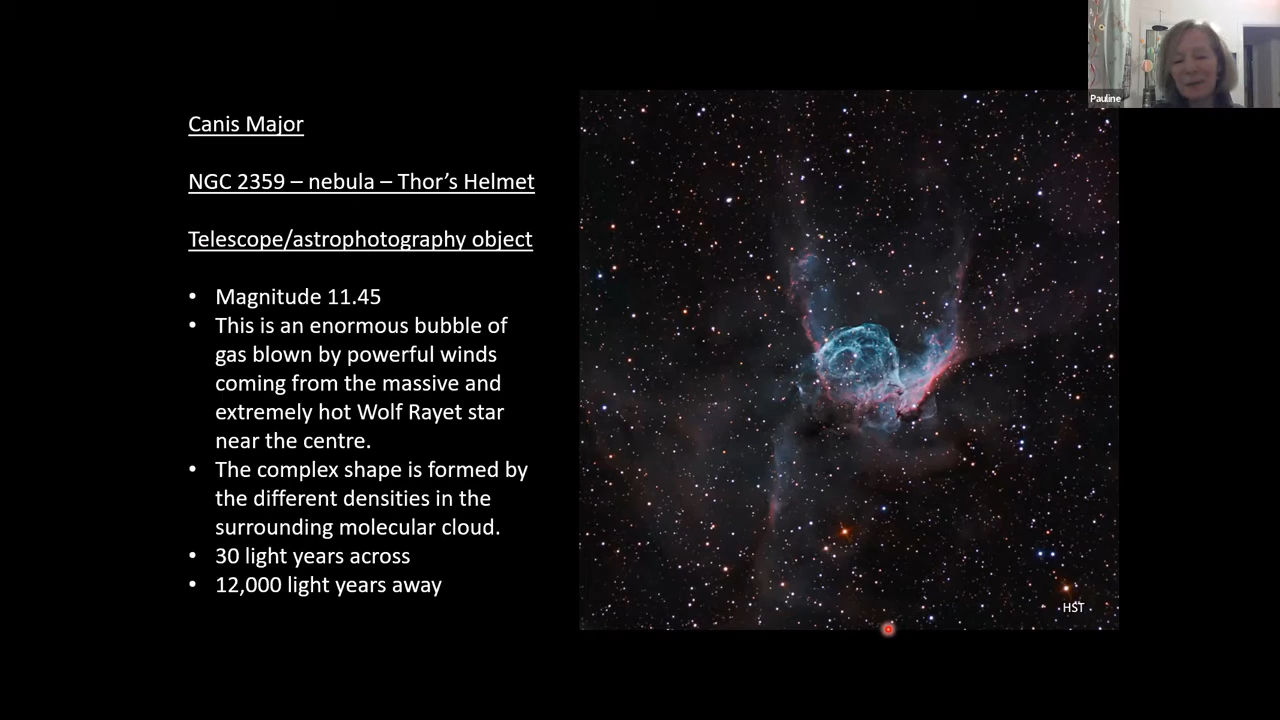 Canis Major
NGC 2359 – nebula – Thor’s Helmet
Telescope/astrophotography object
• Magnitude 11.45
• This is an enormous bubble of
gas blown by powerful winds
coming from the massive and
extremely hot Wolf Rayet star
near the centre.
• The complex shape is formed by
the different densities in the
surrounding molecular cloud.
• 30 light years across
• 12,000 light years away
HST
Pauline